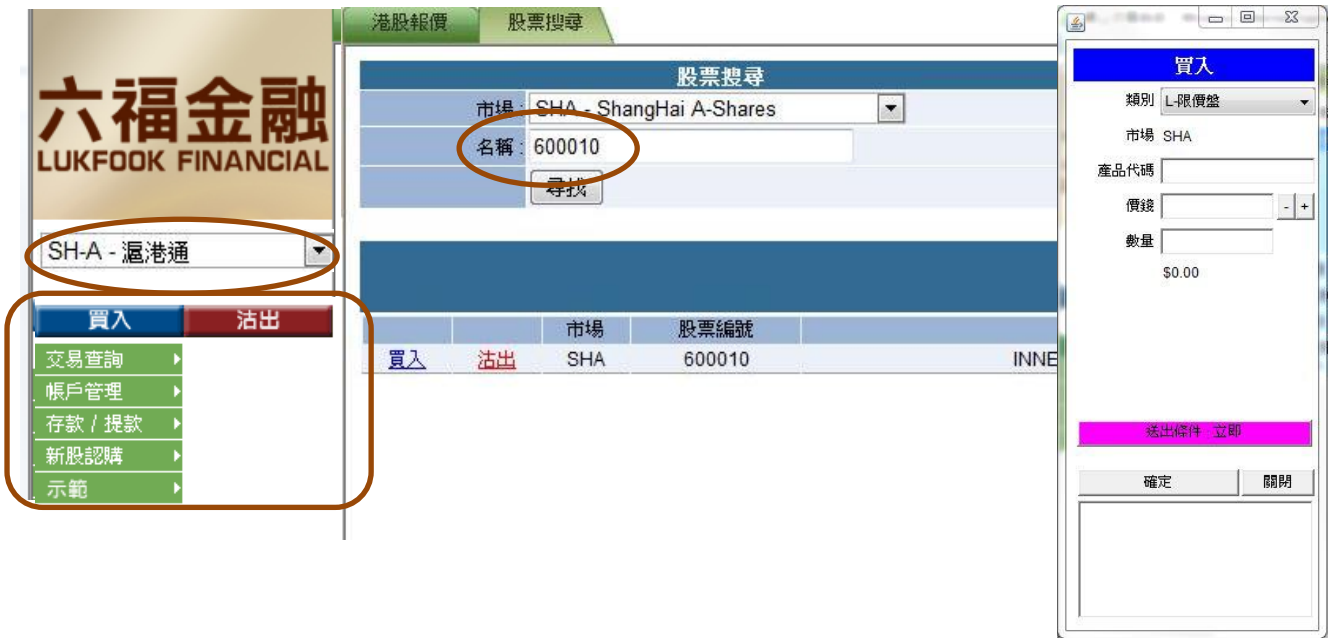 六福金融
LUKFOOK FINANCIAL
SH-A - 滬港通
買入 沽出
交易查詢
帳戶管理
存款 / 提款
新股認購
示範
港股報價 股票搜尋
股票搜尋
市場 : SHA - ShangHai A-Shares
名稱 : 600010
尋找
市場 股票編號
買入 沽出 SHA 600010 INNE
買入
類別 L-限價盤
市場 SHA
產品代碼
價錢 - +
數量
$0.00
送出條件 立即
確定 關閉